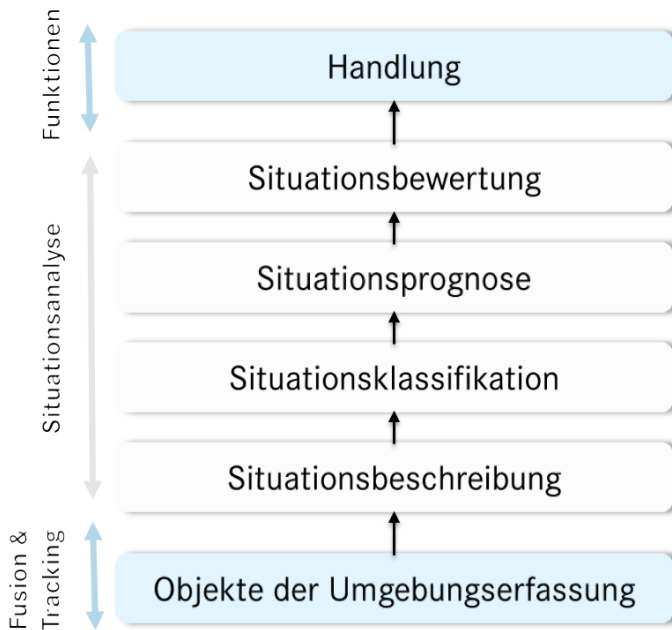 Funktionen
Handlung
Situationsanalyse
Situationsbewertung
Situationsprognose
Situationsklassifikation
Situationsbeschreibung
Fusion &
Tracking
Objekte der Umgebungserfassung